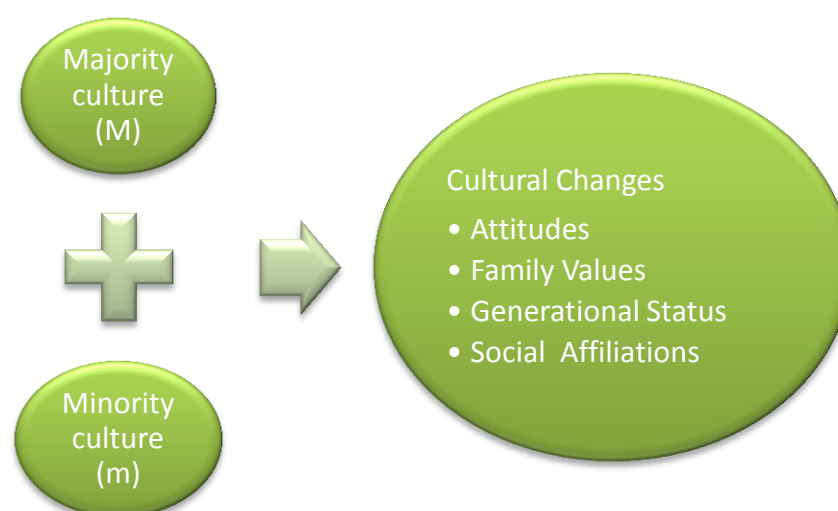 Majority
culture
(M)
Minority
culture
(m)
Cultural Changes
• Attitudes
• Family Values
• Generational Status
• Social  Affiliations